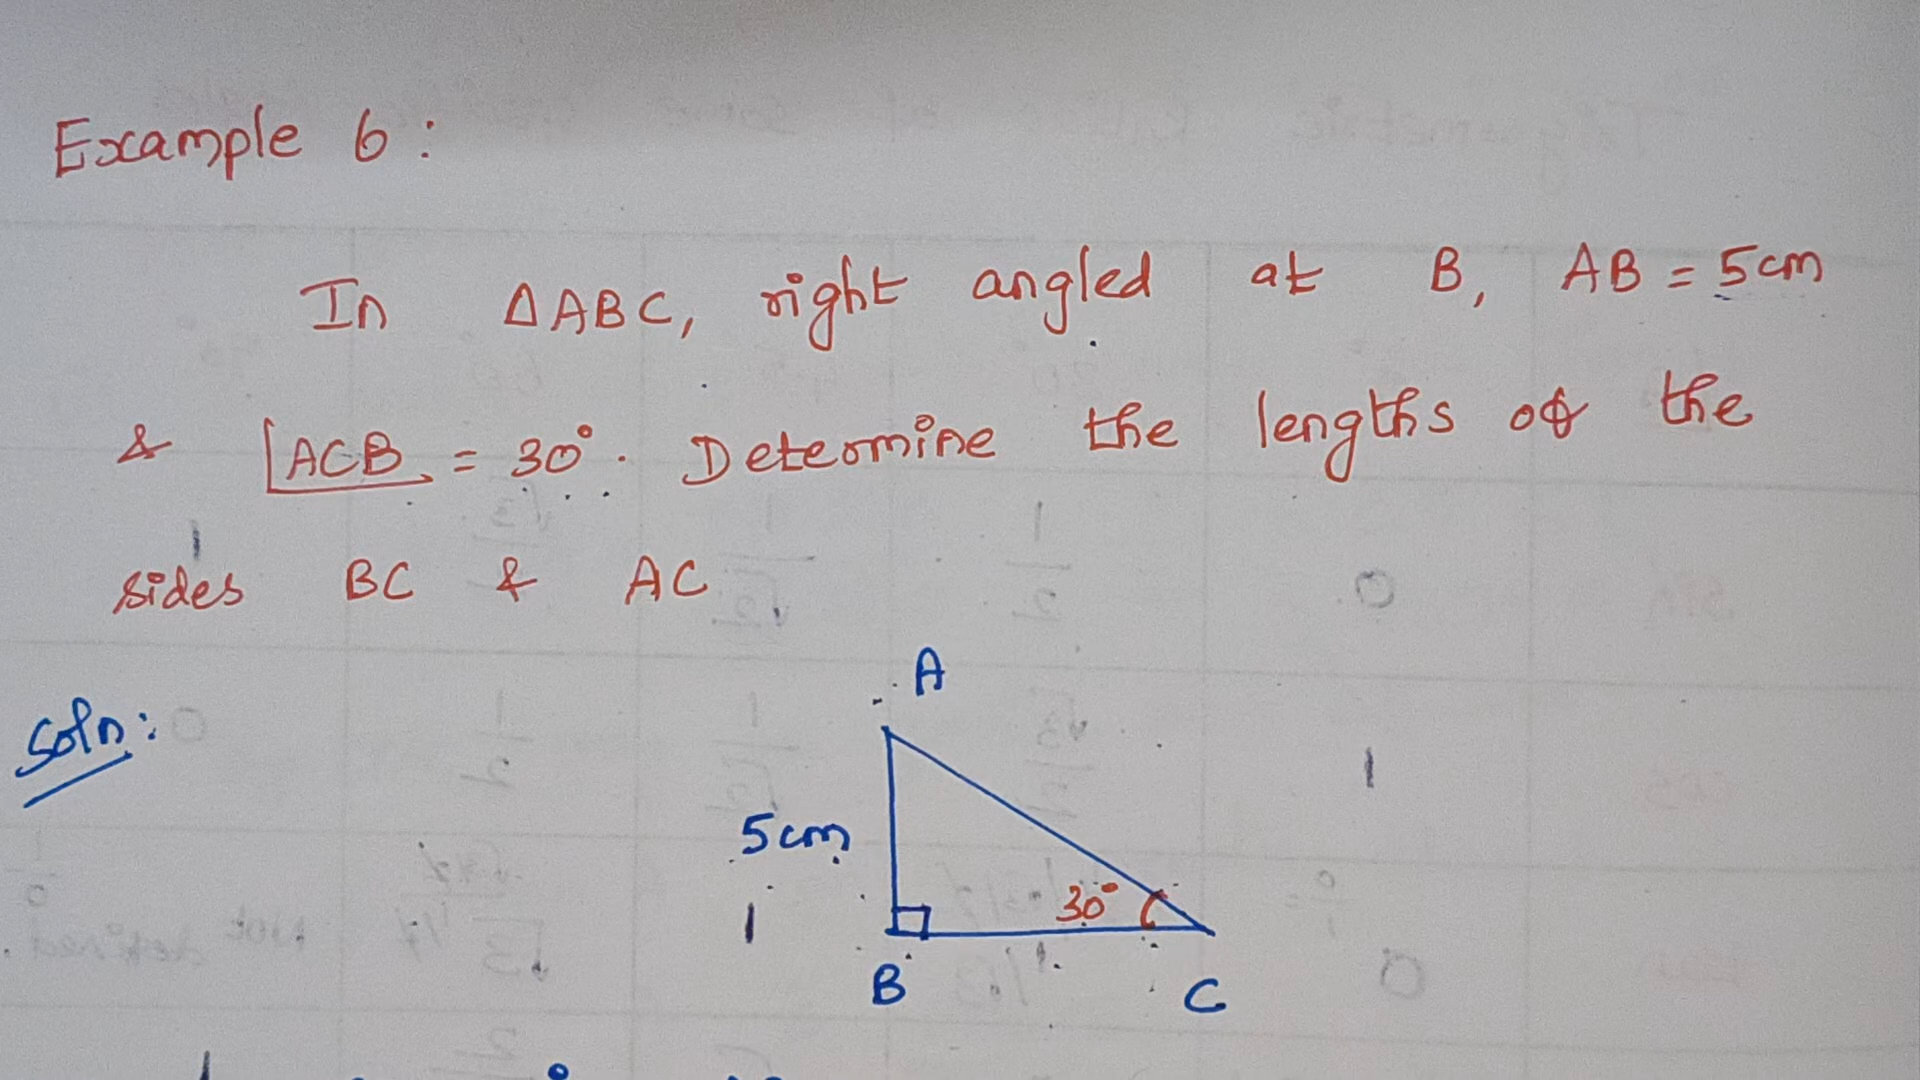 Example 6 :
In ΔABC, right angled at B, AB = 5cm
& ∠ACB = 30°. Determine the lengths of the
sides BC & AC
Soln:
A
5cm
30°
B
C